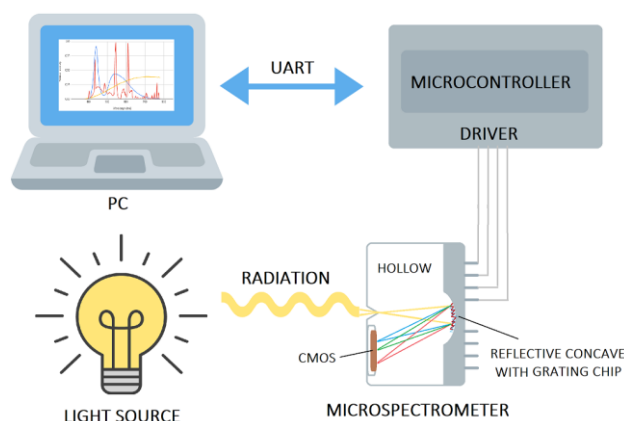 UART
MICROCONTROLLER
DRIVER
PC
RADIATION
HOLLOW
CMOS
REFLECTIVE CONCAVE
WITH GRATING CHIP
LIGHT SOURCE
MICROSPECTROMETER